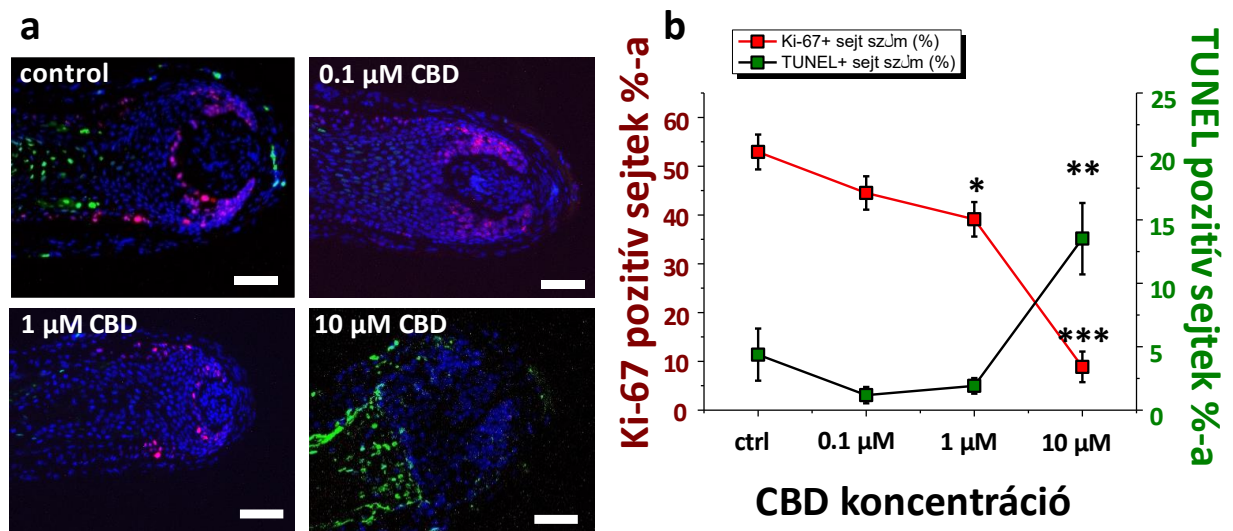 a
control
0.1 µM CBD
1 µM CBD
10 µM CBD
b
Ki-67+ sejt szÚm (%)
TUNEL+ sejt szÚm (%)
Ki-67 pozitív sejtek %-a
60
50
40
30
20
10
0
*
**
***
25
20
15
10
5
0
TUNEL pozitív sejtek %-a
ctrl
0.1 µM
1 µM
10 µM
CBD koncentráció